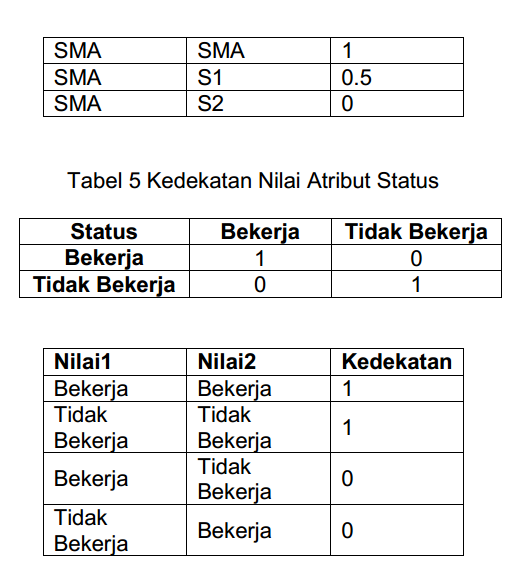 SMA SMA 1
SMA S1 0.5
SMA S2 0
Tabel 5 Kedekatan Nilai Atribut Status
Status Bekerja Tidak Bekerja
Bekerja 1 0
Tidak Bekerja 0 1
Nilai1 Nilai2 Kedekatan
Bekerja Bekerja 1
Tidak Bekerja Tidak Bekerja 1
Bekerja Tidak Bekerja 0
Tidak Bekerja Bekerja 0